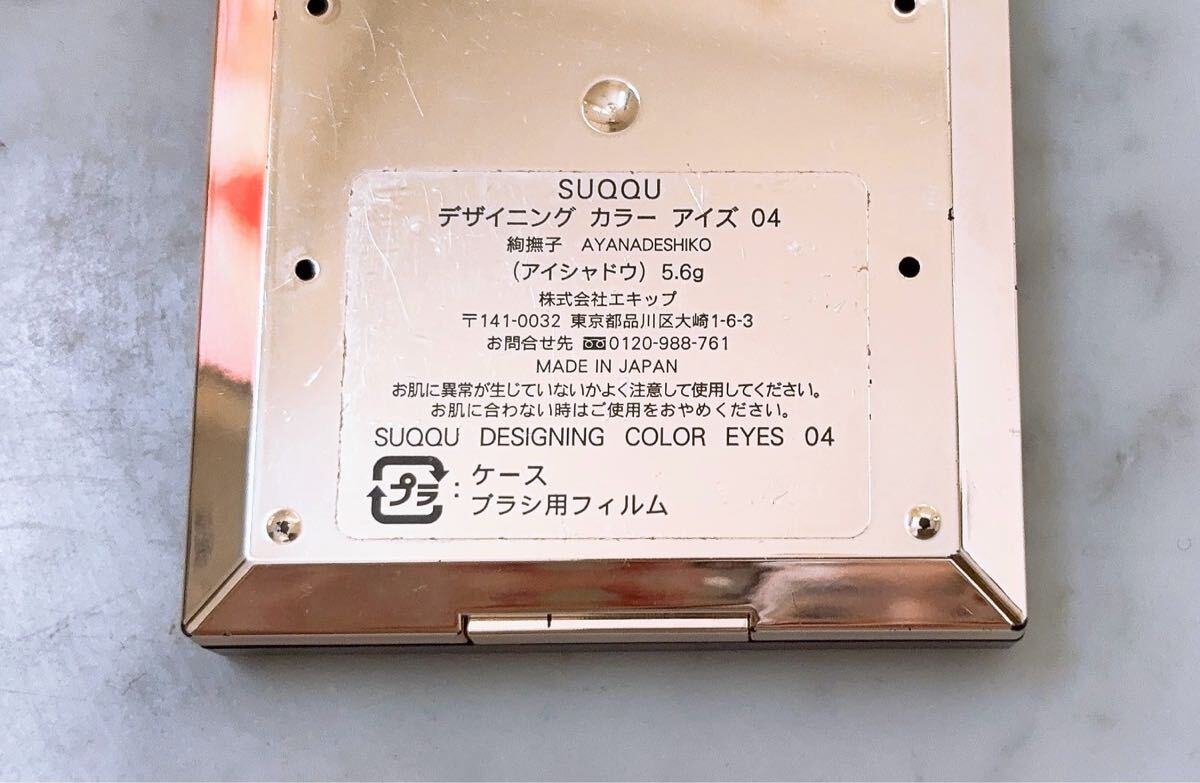 SUQQU
デザイニング カラー アイズ 04
絢撫子 AYANADESHIKO
(アイシャドウ) 5.6g
株式会社エキップ
〒141-0032 東京都品川区大崎1-6-3
お問合せ先 0120-988-761
MADE IN JAPAN
お肌に異常が生じていないかよく注意して使用してください。
お肌に合わない時はご使用をおやめください。
SUQQU DESIGNING COLOR EYES 04
プラ : ケース
ブラシ用フィルム